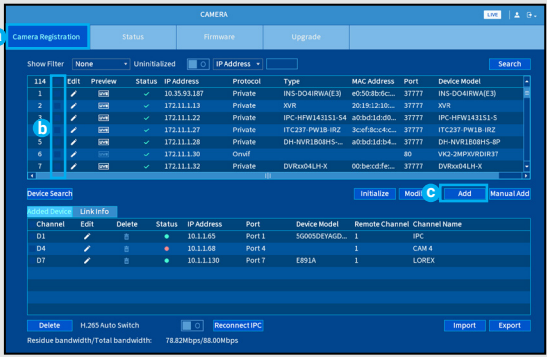 CAMERA
LIVE
a
Camera Registration Status Firmware Upgrade
Show Filter None Uninitialized IP Address Search
114 Edit Preview Status IP Address Protocol Type MAC Address Port Device Model
1 LIVE 10.35.93.187 Private INS-DO4IRWA(E3) e0:50:8b:6c:... 37777 INS-DO4IRWA(E3)
2 LIVE 172.11.1.13 Private XVR 20:19:12:10:... 37777 XVR
3 LIVE 172.11.1.22 Private IPC-HFW1431S1-S4 a0:bd:1d:d0... 37777 IPC-HFW1431S1-S
b
4 LIVE 172.11.1.27 Private ITC237-PW1B-IRZ 3c:ef:8c:c4:c... 37777 ITC237-PW1B-IRZ
5 LIVE 172.11.1.28 Private DH-NVR1B08HS-... a0:bd:1d:b4... 37777 DH-NVR1B08HS-8P
6 172.11.1.30 Onvif 80 VK2-2MPXVRDIR37
7 LIVE 172.11.1.32 Private DVRxx04LH-X 00:be:cd:fe:... 37777 DVRxx04LH-X
Device Search Initialize c Add Manual Add
Added Device Link Info
Channel Edit Delete Status IP Address Port Device Model Remote Channel Channel Name
D1 10.1.1.65 Port 1 5G005DEYAGD... 1 IPC
D4 10.1.1.68 Port 4 1 CAM 4
D7 10.1.1.130 Port 7 E891A 1 LOREX
Delete H.265 Auto Switch Reconnect IPC Import Export
Residue bandwidth/Total bandwidth: 78.82Mbps/88.00Mbps